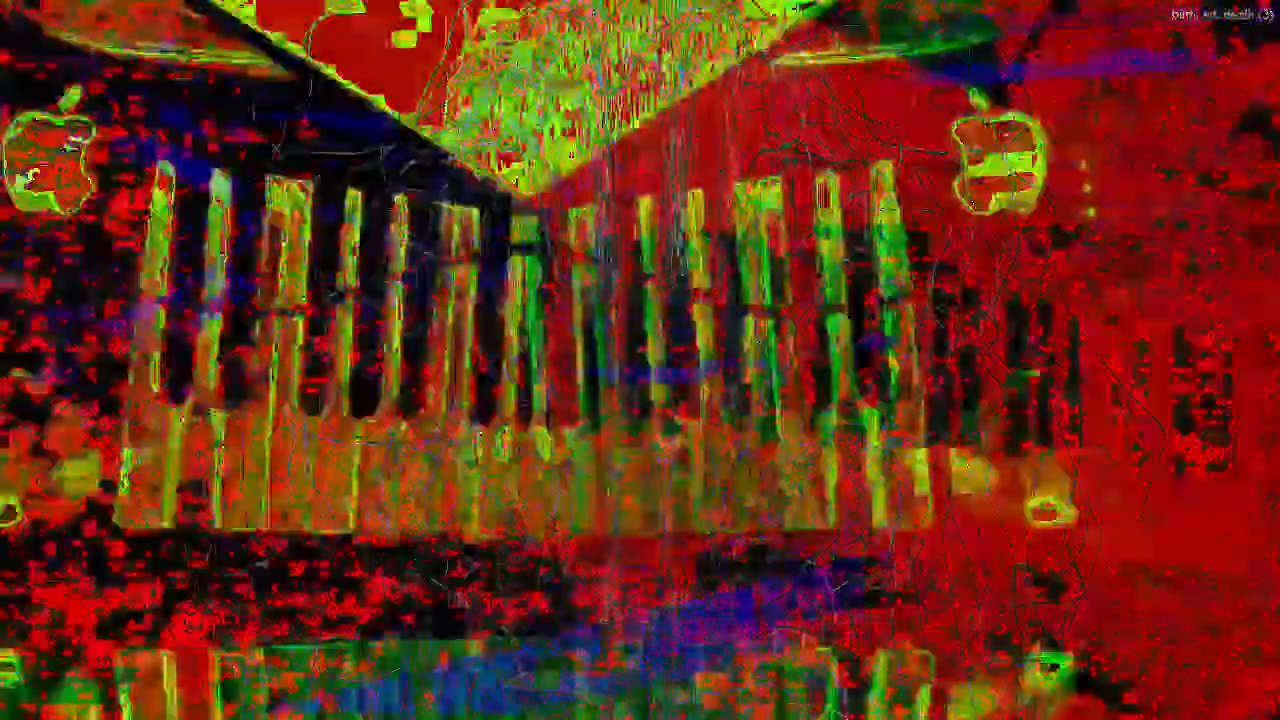 birth, art, death (3)